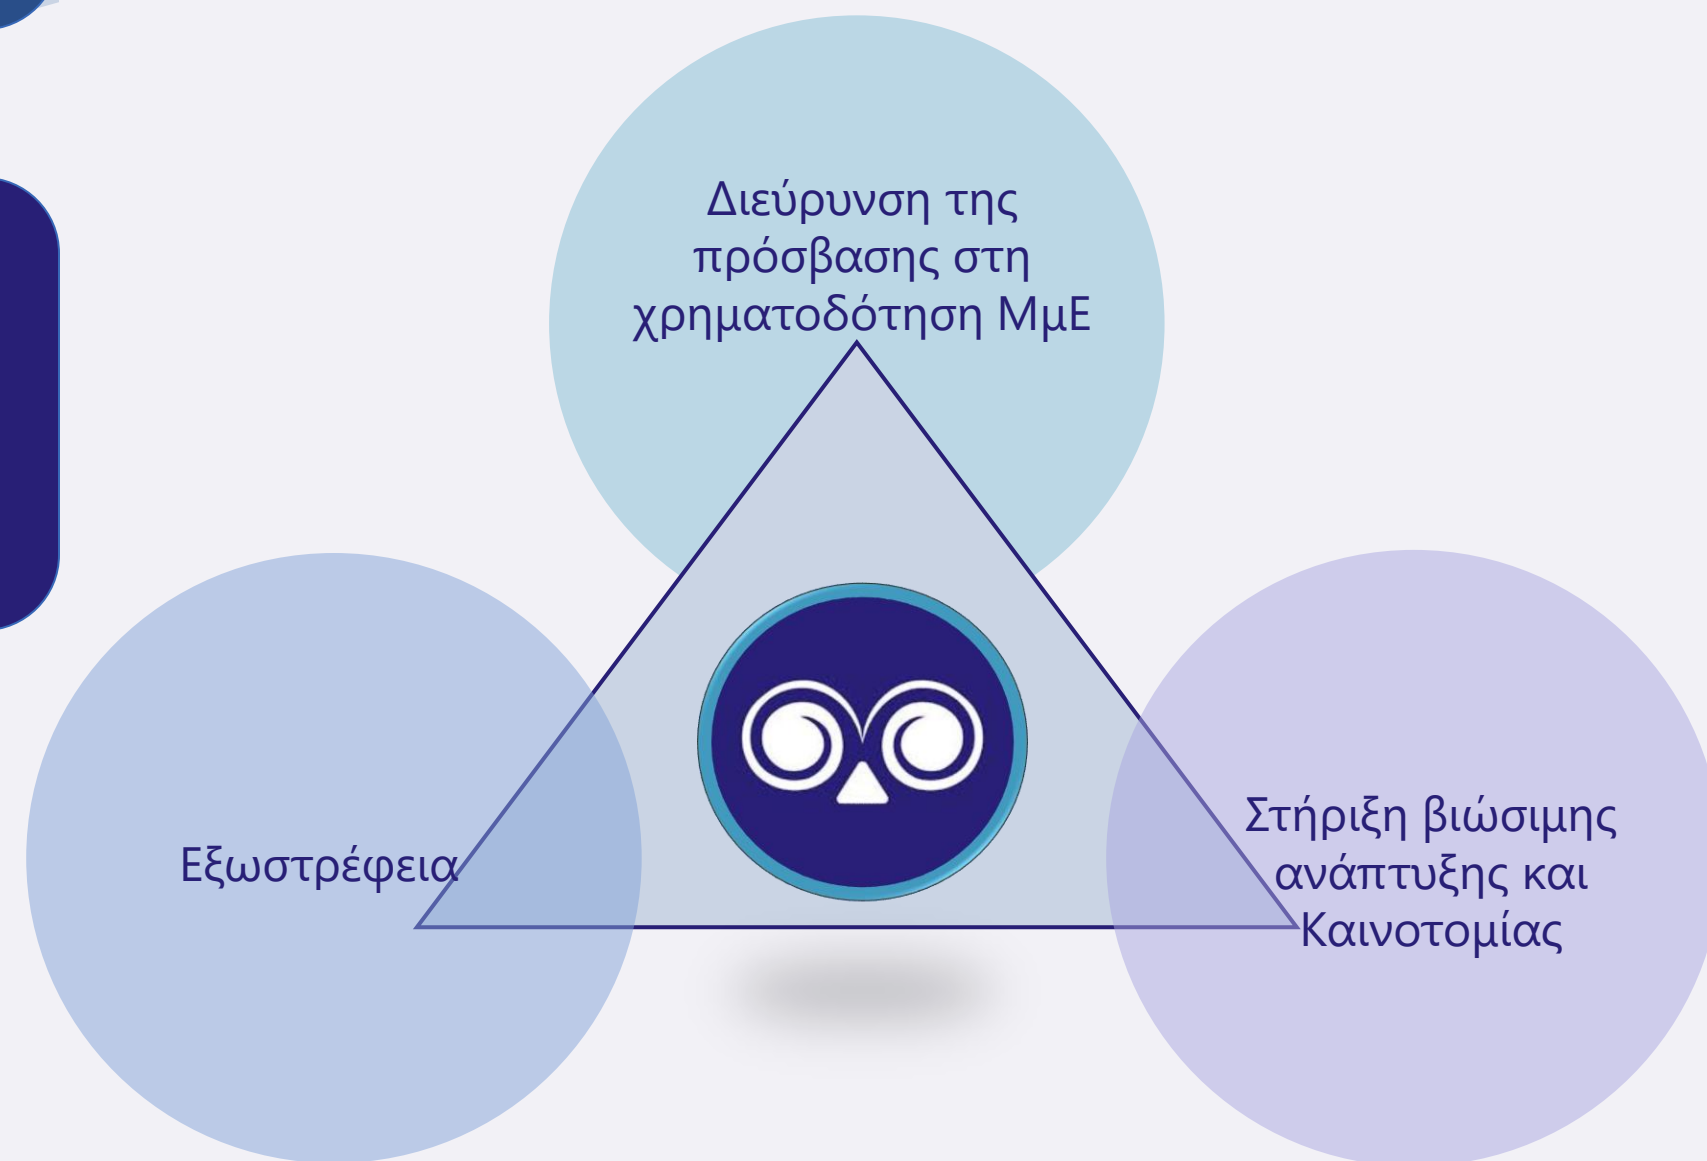 Διεύρυνση της
πρόσβασης στη
χρηματοδότηση ΜμΕ
Εξωστρέφεια
Στήριξη βιώσιμης
ανάπτυξης και
Καινοτομίας